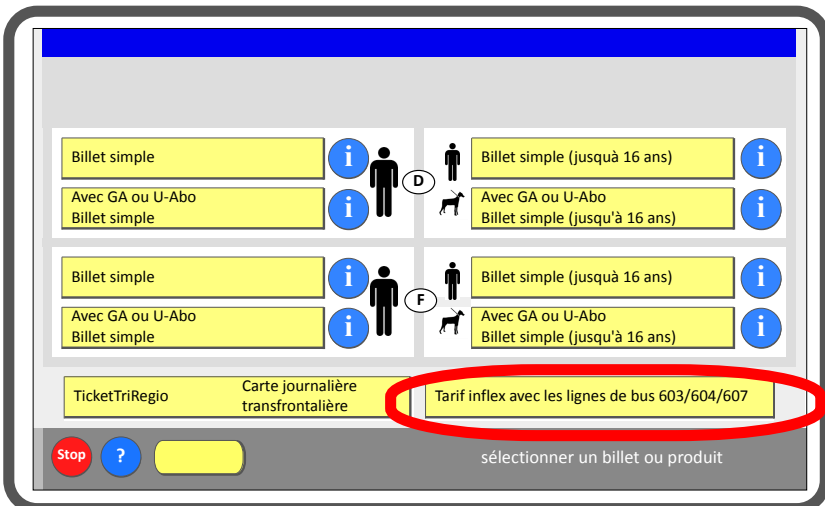 Billet simple
i
Billet simple (jusquà 16 ans)
i
D
Avec GA ou U-Abo
Billet simple
i
Avec GA ou U-Abo
Billet simple (jusqu'à 16 ans)
i
Billet simple
i
Billet simple (jusquà 16 ans)
i
F
Avec GA ou U-Abo
Billet simple
i
Avec GA ou U-Abo
Billet simple (jusqu'à 16 ans)
i
TicketTriRegio
Carte journalière
transfrontalière
Tarif inflex avec les lignes de bus 603/604/607
Stop
?
sélectionner un billet ou produit